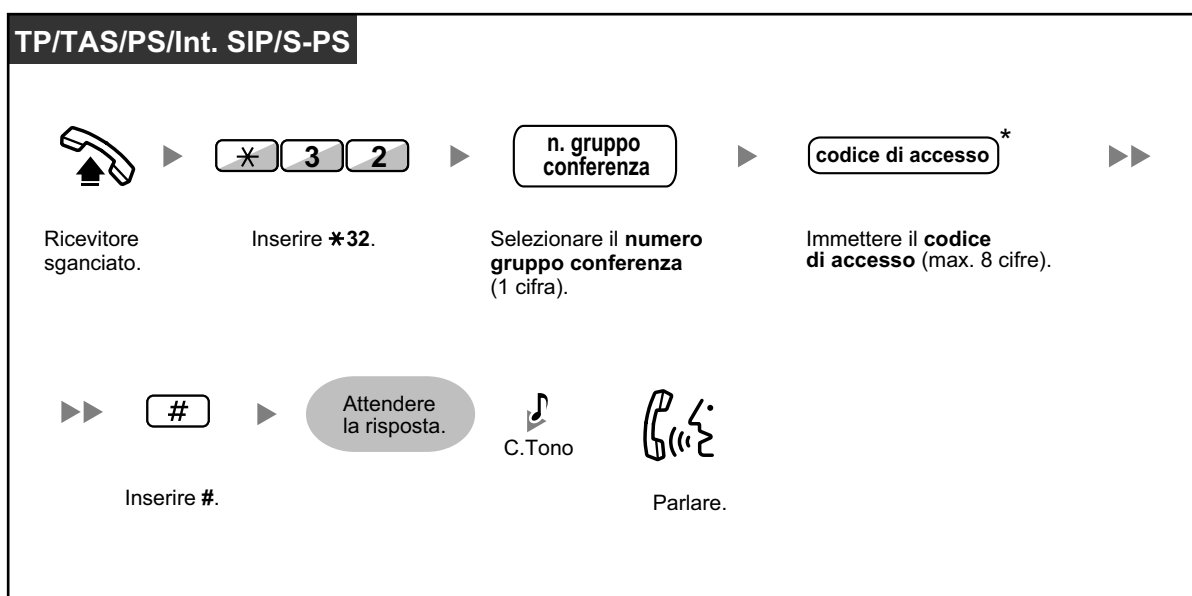 TP/TAS/PS/Int. SIP/S-PS
* 3 2
n. gruppo
conferenza
codice di accesso*
Ricevitore
sganciato.
Inserire *32.
Selezionare il numero
gruppo conferenza
(1 cifra).
Immettere il codice
di accesso (max. 8 cifre).
#
Attendere
la risposta.
C.Tono
Inserire #.
Parlare.